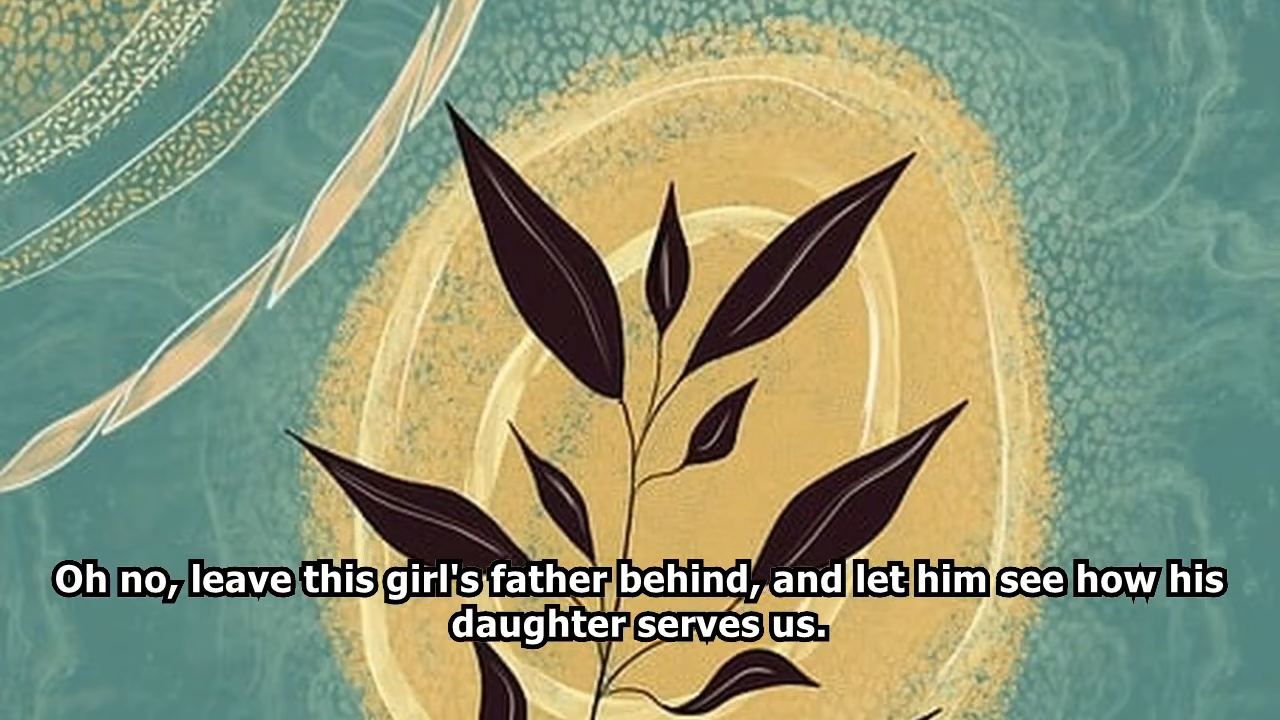 Oh no, leave this girl's father behind, and let him see how his
daughter serves us.